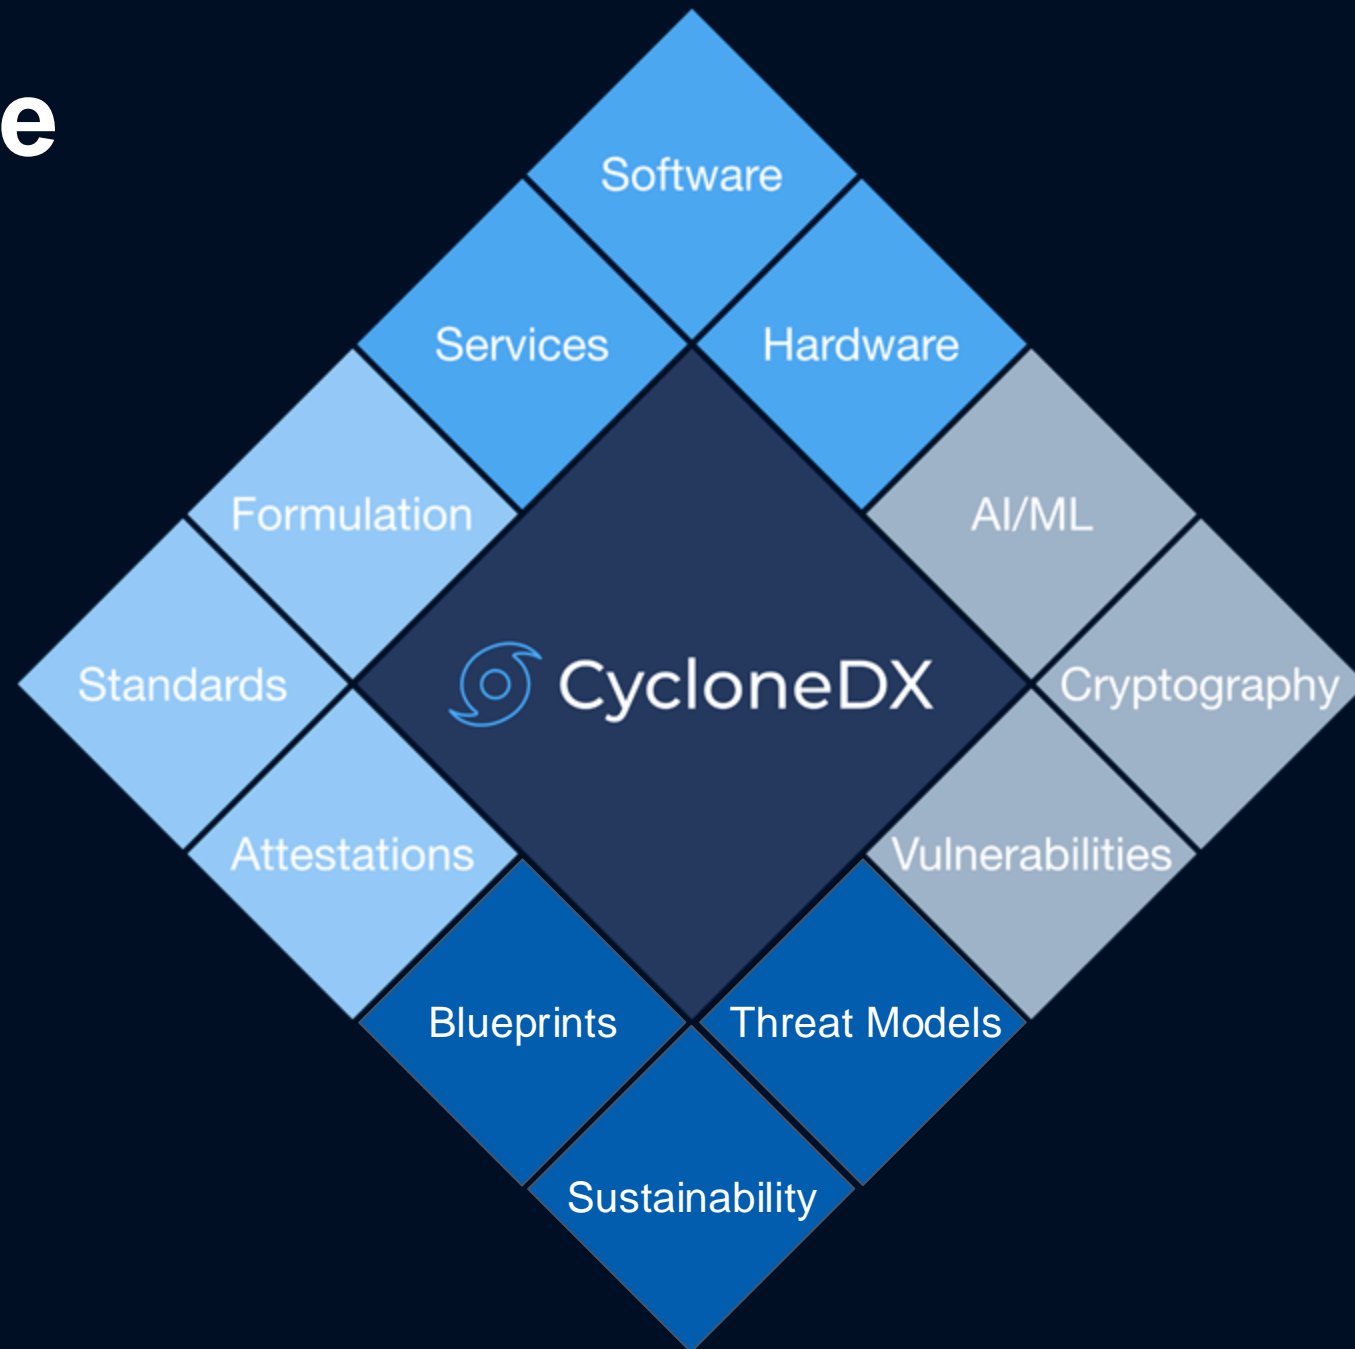 e
Software
Services
Hardware
Formulation
AI/ML
Standards
CycloneDX
Cryptography
Attestations
Vulnerabilities
Blueprints
Threat Models
Sustainability